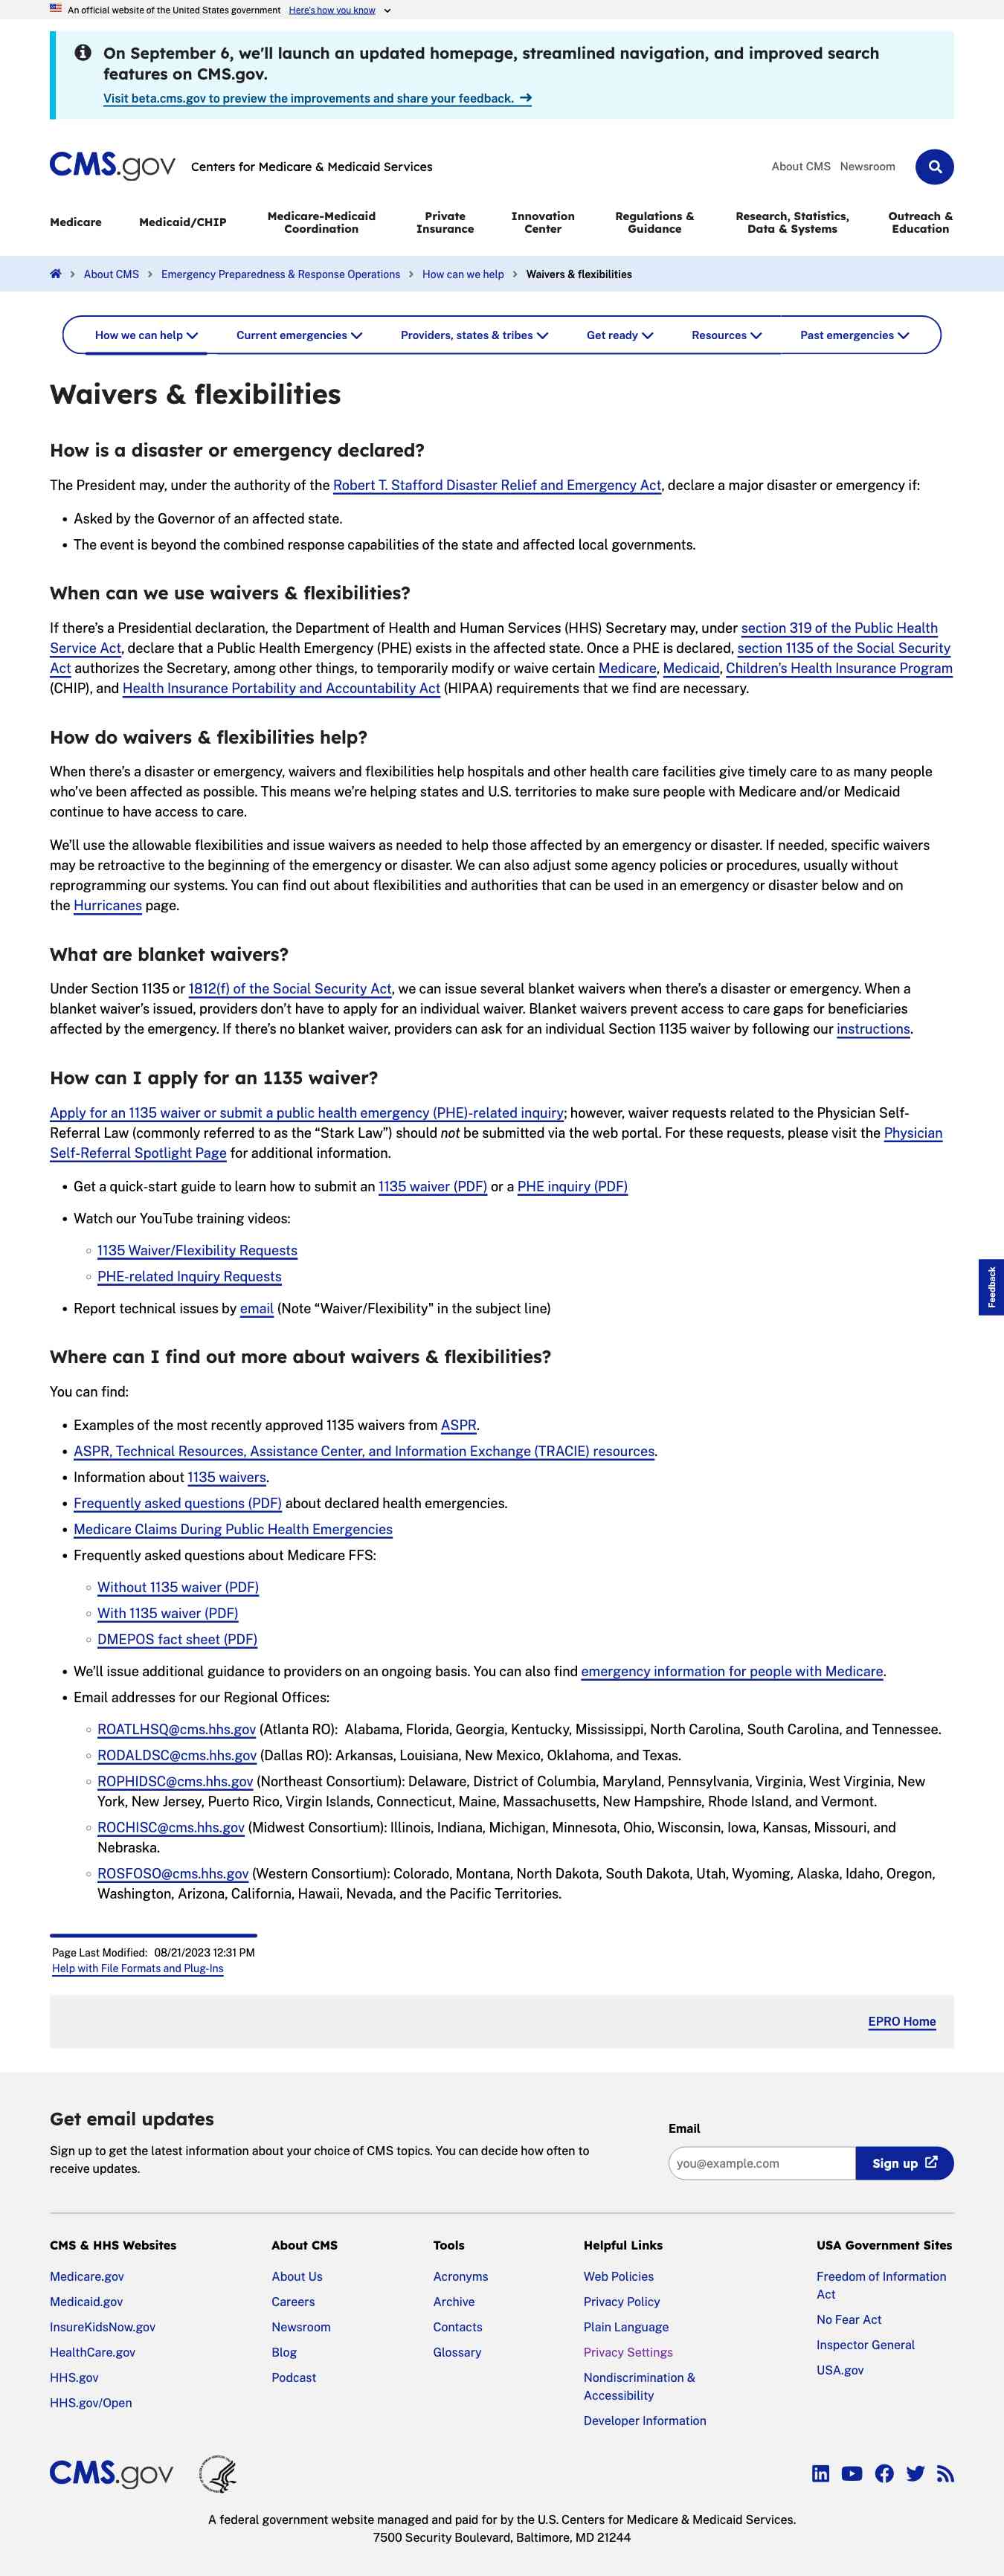 An official website of the United States government Here's how you know
On September 6, we'll launch an updated homepage, streamlined navigation, and improved search
features on CMS.gov.
Visit beta.cms.gov to preview the improvements and share your feedback.
CMS.gov Centers for Medicare & Medicaid Services
About CMS Newsroom
Medicare
Medicaid/CHIP
Medicare-Medicaid
Coordination
Private
Insurance
Innovation
Center
Regulations &
Guidance
Research, Statistics,
Data & Systems
Outreach &
Education
About CMS Emergency Preparedness & Response Operations How can we help Waivers & flexibilities
How we can help Current emergencies Providers, states & tribes Get ready Resources Past emergencies
Waivers & flexibilities
How is a disaster or emergency declared?
The President may, under the authority of the Robert T. Stafford Disaster Relief and Emergency Act, declare a major disaster or emergency if:
• Asked by the Governor of an affected state.
• The event is beyond the combined response capabilities of the state and affected local governments.
When can we use waivers & flexibilities?
If there's a Presidential declaration, the Department of Health and Human Services (HHS) Secretary may, under section 319 of the Public Health
Service Act, declare that a Public Health Emergency (PHE) exists in the affected state. Once a PHE is declared, section 1135 of the Social Security
Act authorizes the Secretary, among other things, to temporarily modify or waive certain Medicare, Medicaid, Children's Health Insurance Program
(CHIP), and Health Insurance Portability and Accountability Act (HIPAA) requirements that we find are necessary.
How do waivers & flexibilities help?
When there's a disaster or emergency, waivers and flexibilities help hospitals and other health care facilities give timely care to as many people
who've been affected as possible. This means we're helping states and U.S. territories to make sure people with Medicare and/or Medicaid
continue to have access to care.
We'll use the allowable flexibilities and issue waivers as needed to help those affected by an emergency or disaster. If needed, specific waivers
may be retroactive to the beginning of the emergency or disaster. We can also adjust some agency policies or procedures, usually without
reprogramming our systems. You can find out about flexibilities and authorities that can be used in an emergency or disaster below and on
the Hurricanes page.
What are blanket waivers?
Under Section 1135 or 1812(f) of the Social Security Act, we can issue several blanket waivers when there's a disaster or emergency. When a
blanket waiver's issued, providers don't have to apply for an individual waiver. Blanket waivers prevent access to care gaps for beneficiaries
affected by the emergency. If there's no blanket waiver, providers can ask for an individual Section 1135 waiver by following our instructions.
How can I apply for an 1135 waiver?
Apply for an 1135 waiver or submit a public health emergency (PHE)-related inquiry; however, waiver requests related to the Physician Self-
Referral Law (commonly referred to as the “Stark Law”) should not be submitted via the web portal. For these requests, please visit the Physician
Self-Referral Spotlight Page for additional information.
• Get a quick-start guide to learn how to submit an 1135 waiver (PDF) or a PHE inquiry (PDF)
• Watch our YouTube training videos:
1135 Waiver/Flexibility Requests
PHE-related Inquiry Requests
• Report technical issues by email (Note “Waiver/Flexibility" in the subject line)
Feedback
Where can I find out more about waivers & flexibilities?
You can find:
• Examples of the most recently approved 1135 waivers from ASPR.
• ASPR, Technical Resources, Assistance Center, and Information Exchange (TRACIE) resources.
• Information about 1135 waivers.
• Frequently asked questions (PDF) about declared health emergencies.
• Medicare Claims During Public Health Emergencies
• Frequently asked questions about Medicare FFS:
Without 1135 waiver (PDF)
With 1135 waiver (PDF)
DMEPOS fact sheet (PDF)
• We'll issue additional guidance to providers on an ongoing basis. You can also find emergency information for people with Medicare.
• Email addresses for our Regional Offices:
ROATLHSQ@cms.hhs.gov (Atlanta RO): Alabama, Florida, Georgia, Kentucky, Mississippi, North Carolina, South Carolina, and Tennessee.
RODALDSC@cms.hhs.gov (Dallas RO): Arkansas, Louisiana, New Mexico, Oklahoma, and Texas.
ROPHIDSC@cms.hhs.gov (Northeast Consortium): Delaware, District of Columbia, Maryland, Pennsylvania, Virginia, West Virginia, New
York, New Jersey, Puerto Rico, Virgin Islands, Connecticut, Maine, Massachusetts, New Hampshire, Rhode Island, and Vermont.
ROCHISC@cms.hhs.gov (Midwest Consortium): Illinois, Indiana, Michigan, Minnesota, Ohio, Wisconsin, Iowa, Kansas, Missouri, and
Nebraska.
ROSFOSO@cms.hhs.gov (Western Consortium): Colorado, Montana, North Dakota, South Dakota, Utah, Wyoming, Alaska, Idaho, Oregon,
Washington, Arizona, California, Hawaii, Nevada, and the Pacific Territories.
Page Last Modified: 08/21/2023 12:31 PM
Help with File Formats and Plug-Ins
EPRO Home
Get email updates
Sign up to get the latest information about your choice of CMS topics. You can decide how often to
receive updates.
Email
you@example.com Sign up
CMS & HHS Websites
Medicare.gov
Medicaid.gov
InsureKidsNow.gov
HealthCare.gov
HHS.gov
HHS.gov/Open
About CMS
About Us
Careers
Newsroom
Blog
Podcast
Tools
Acronyms
Archive
Contacts
Glossary
Helpful Links
Web Policies
Privacy Policy
Plain Language
Privacy Settings
Nondiscrimination &
Accessibility
Developer Information
USA Government Sites
Freedom of Information
Act
No Fear Act
Inspector General
USA.gov
CMS.gov
A federal government website managed and paid for by the U.S. Centers for Medicare & Medicaid Services.
7500 Security Boulevard, Baltimore, MD 21244